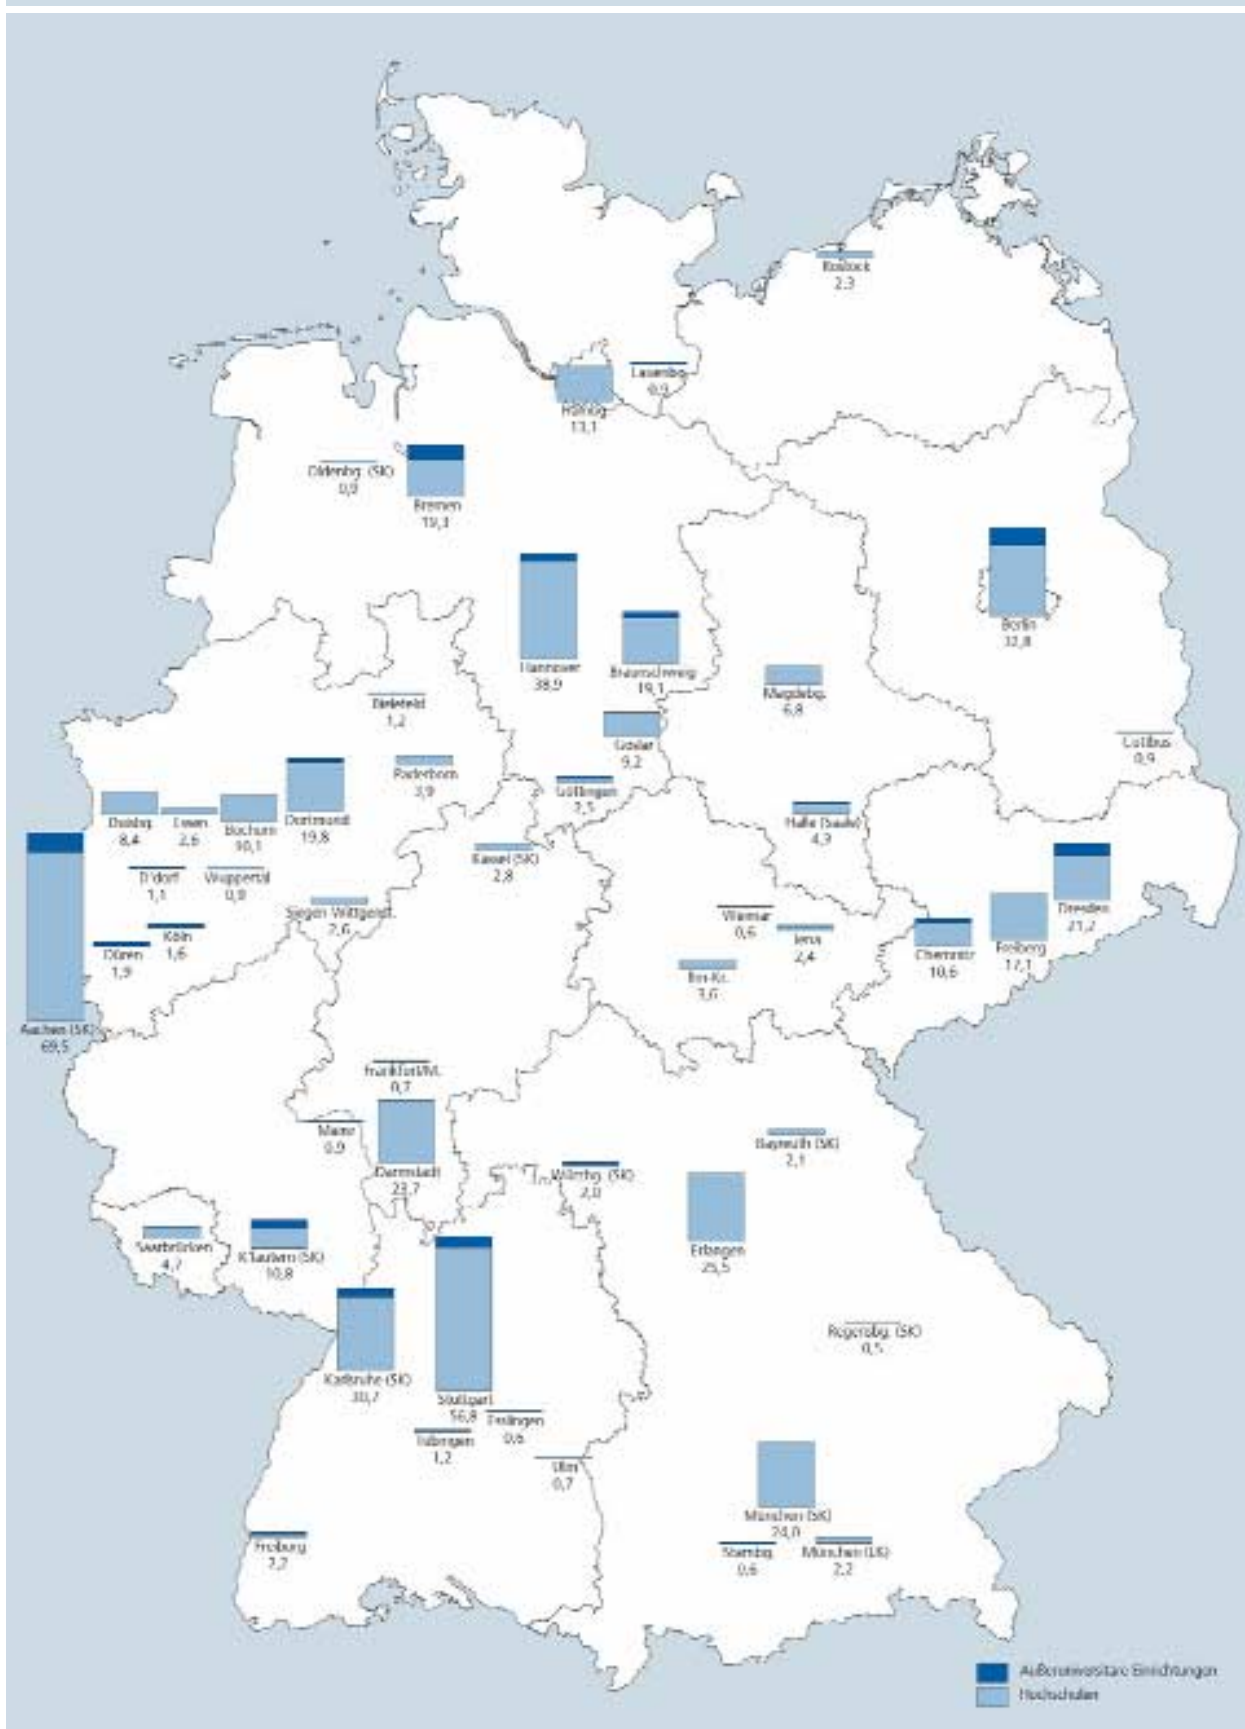 Rostock
2,3
Lauenbg.
Hamburg
13,1
Oldenbg. (SK)
0,9
Bremen
19,3
Hannover
38,9
Braunschweig
19,1
Berlin
32,8
Magdebg.
6,8
Bielefeld
1,2
Goslar
9,2
Cottbus
0,9
Paderborn
3,9
Göttingen
2,5
Duisbg.
8,4
Essen
2,6
Bochum
10,1
Dortmund
19,8
Halle (Saale)
4,3
Kassel (SK)
2,8
D'dorf
1,1
Wuppertal
Siegen-Wittgenst.
2,6
Dresden
21,2
Weimar
0,6
Jena
2,4
Chemnitz
10,6
Freiberg
17,1
Köln
1,6
Düren
1,9
Ilm-Kr.
3,6
Aachen (SK)
69,5
Frankfurt/M.
0,7
Mainz
0,9
Darmstadt
23,7
Bayreuth (SK)
2,1
Würzbg. (SK)
2,0
Saarbrücken
4,7
K'lautern (SK)
10,8
Erlangen
25,5
Regensbg. (SK)
0,5
Karlsruhe (SK)
30,7
Stuttgart
56,8
Esslingen
0,6
Tübingen
1,2
Ulm
0,7
München (SK)
24,0
Freiburg
2,2
Starnbg.
0,6
München (LK)
2,2
Außeruniversitäre Einrichtungen
Hochschulen